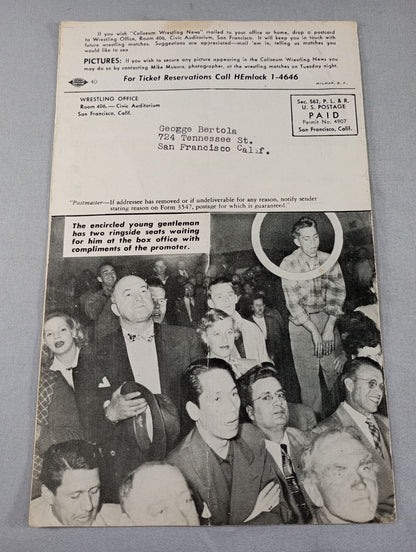 If you wish "Coliseum Wrestling News" mailed to your office or home, drop a postcard
to Wrestling Office, Room 406, Civic Auditorium, San Francisco. It will keep you in touch with
future wrestling matches. Suggestions are appreciated—mail 'em in, telling us matches you
would like to see
PICTURES: If you wish to secure any picture appearing in the Coliseum Wrestling News you may
do so by contacting Mike Maura, photographer, at the wrestling matches on Tuesday night.
40
For Ticket Reservations Call HEmlock 1-4646
WRESTLING OFFICE
Room 406, — Civic Auditorium
San Francisco, Calif.
Sec. 562, P. L. & R.
U. S. POSTAGE
PAID
Permit No. 4907
San Francisco, Calif.
Geogge Bertola
724 Tennesee St.
San Francisco Calif.
"Postmaster—If addressee has removed or if undeliverable for any reason, notify sender
stating reason on Form 3547, postage for which is guaranteed."
The encircled young gentleman
has two ringside seats waiting
for him at the box office with
compliments of the promoter.